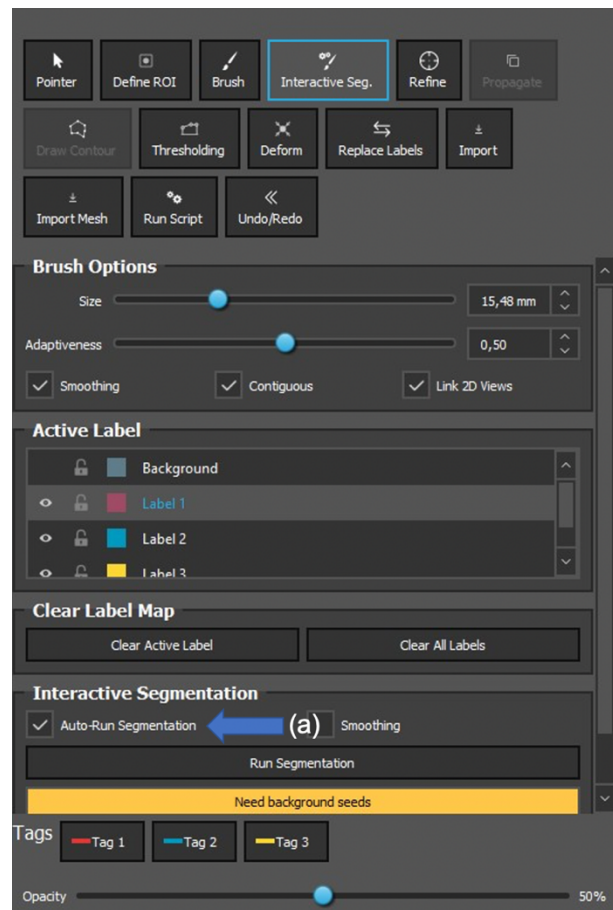 Pointer Define ROI Brush Interactive Seg. Refine Propagate
Draw Contour Thresholding Deform Replace Labels Import
Import Mesh Run Script Undo/Redo
Brush Options
Size 15,48 mm
Adaptiveness 0,50
Smoothing Contiguous Link 2D Views
Active Label
Background
Label 1
Label 2
Label 3
Clear Label Map
Clear Active Label Clear All Labels
Interactive Segmentation
Auto-Run Segmentation (a) Smoothing
Run Segmentation
Need background seeds
Tags Tag 1 Tag 2 Tag 3
Opacity 50%